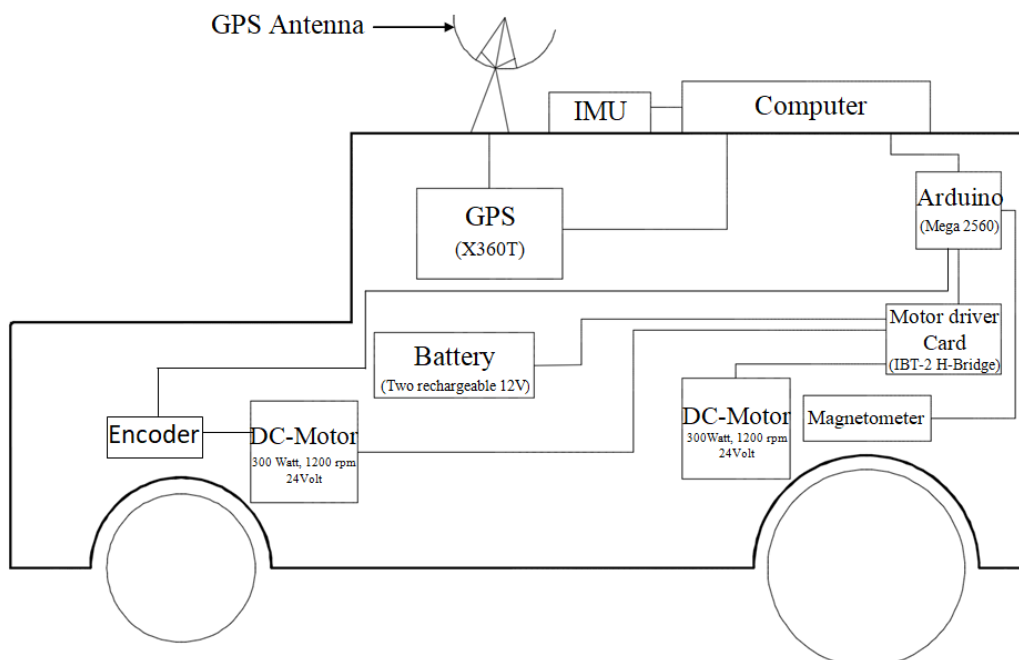 GPS Antenna
IMU
Computer
GPS
(X360T)
Arduino
(Mega 2560)
Motor driver
Card
(IBT-2 H-Bridge)
Battery
(Two rechargeable 12V)
Encoder
DC-Motor
300 Watt, 1200 rpm
24Volt
DC-Motor
300Watt, 1200 rpm
24Volt
Magnetometer